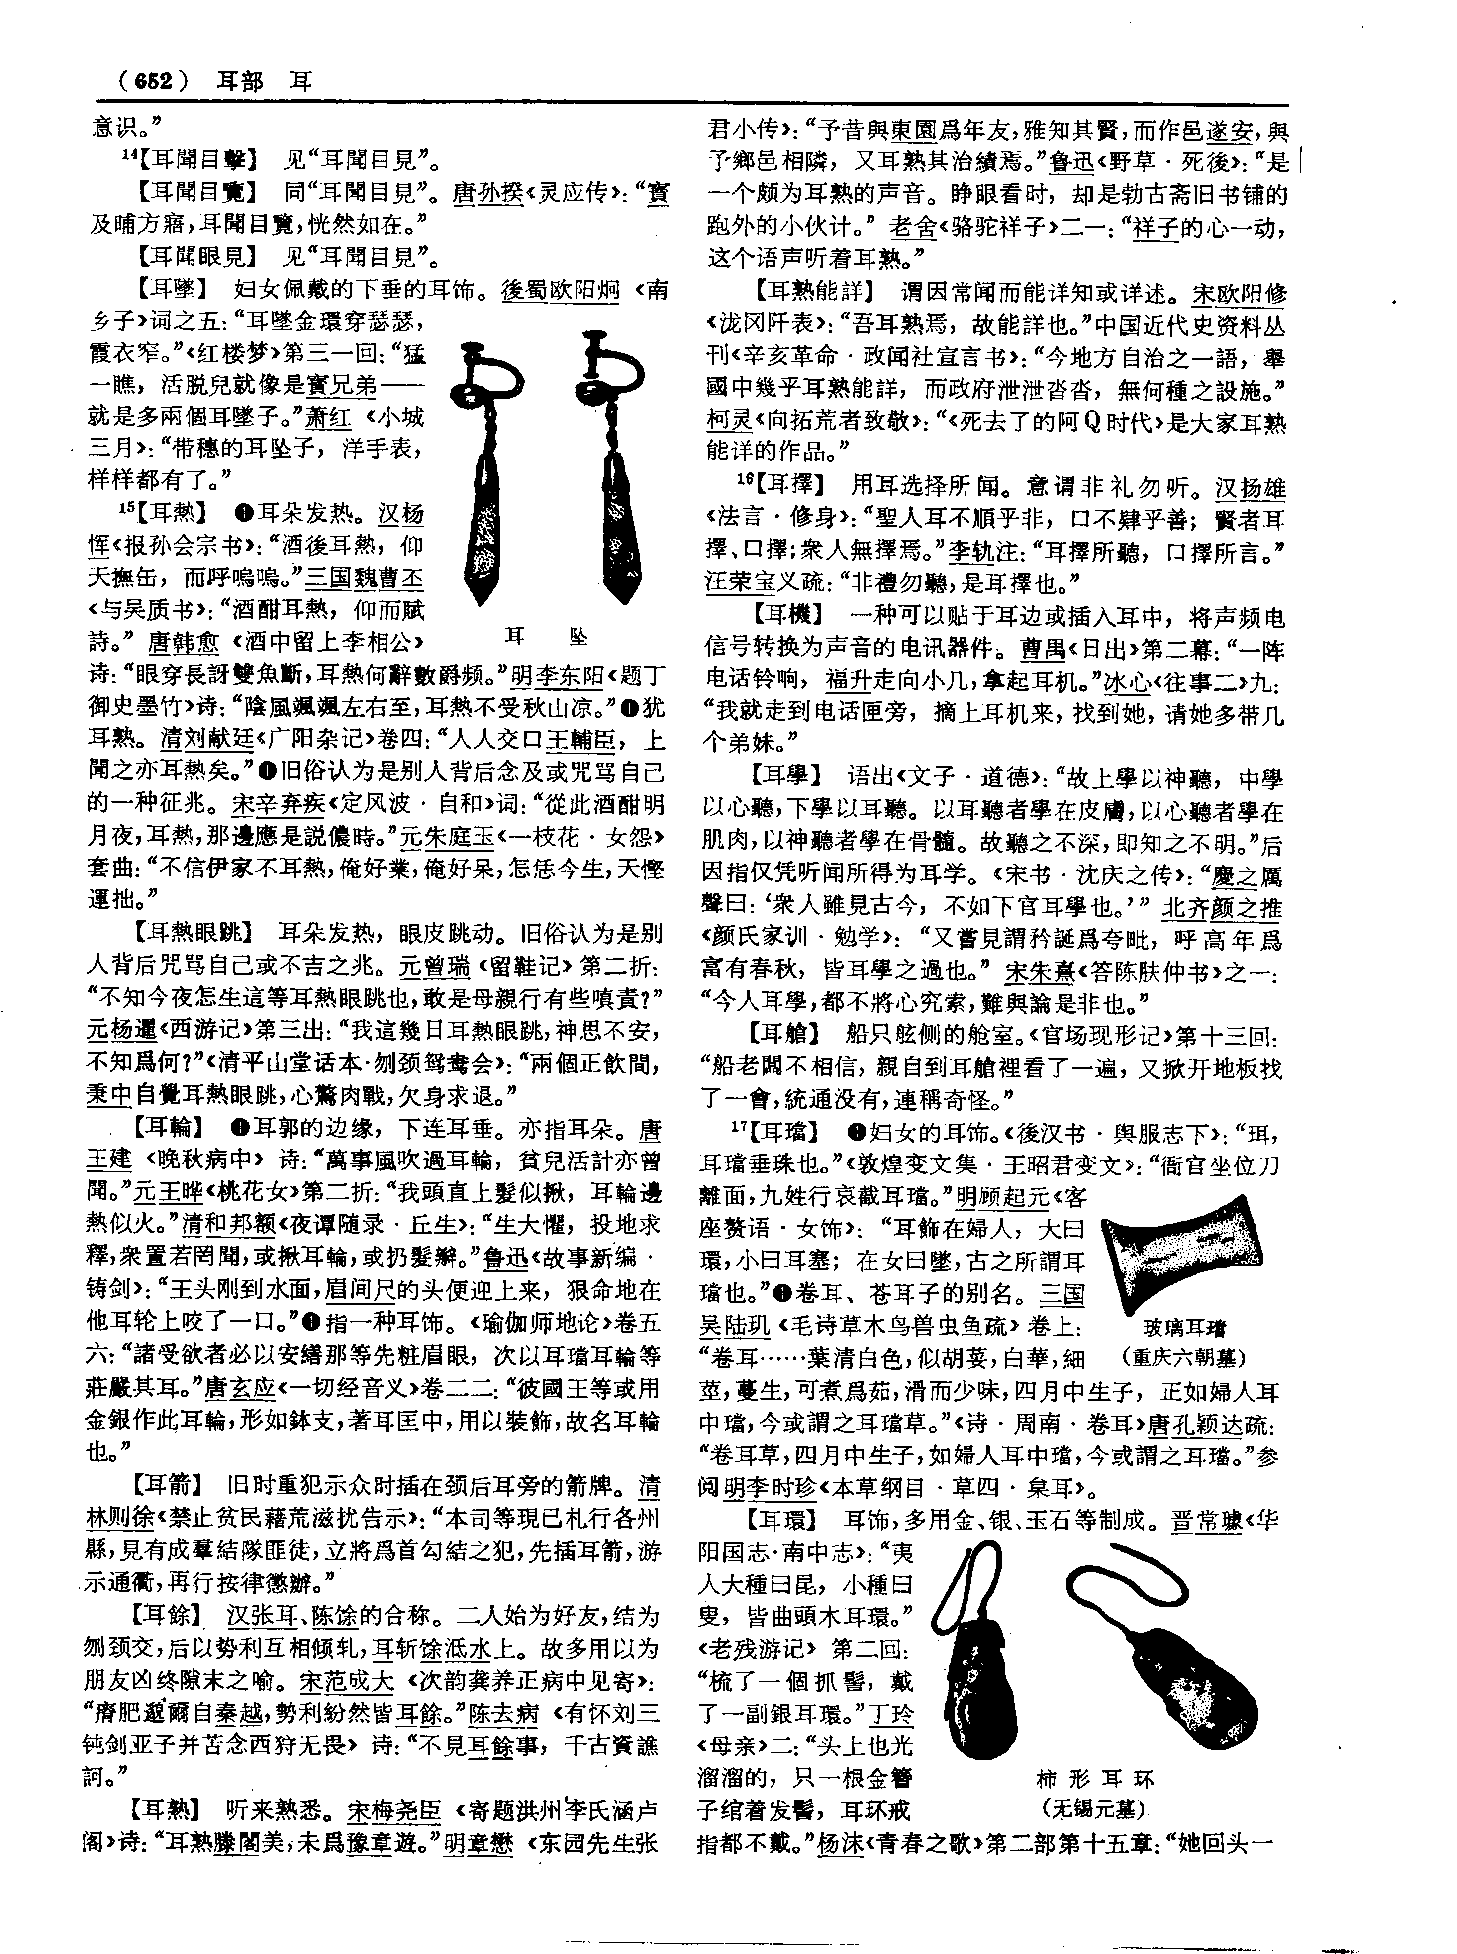 （652） 耳部 耳
意识。”
14【耳聞目擊】 见“耳聞目見”。
【耳聞目覽】 同“耳聞目見”。唐孙揆《灵应传》：“寳
及晡方寤，耳聞目覽，恍然如在。”
【耳聞眼見】 见“耳聞目見”。
【耳墜】 妇女佩戴的下垂的耳饰。後蜀欧阳炯《南
乡子》词之五：“耳墜金環穿瑟瑟，
霞衣窄。”《红楼梦》第三一回：“猛
一瞧，活脱兒就像是寳兄弟——
就是多兩個耳墜子。”萧红《小城
三月》：“带穗的耳坠子，洋手表，
样样都有了。”
15【耳熱】 ❶耳朵发热。汉杨
恽《报孙会宗书》：“酒後耳熱，仰
天撫缶，而呼嗚嗚。”三国魏曹丕
《与吴质书》：“酒酣耳熱，仰而賦
詩。”唐韩愈《酒中留上李相公》
诗：“眼穿長訝雙魚斷，耳熱何辭數爵频。”明李东阳《题丁
御史墨竹》诗：“陰風颯颯左右至，耳熱不受秋山凉。”❷犹
耳熟。清刘献廷《广阳杂记》卷四：“人人交口王輔臣，上
聞之亦耳熱矣。”❸旧俗认为是别人背后念及或咒骂自己
的一种征兆。宋辛弃疾《定风波·自和》词：“從此酒酣明
月夜，耳熱，那邊應是説儂時。”元朱庭玉《一枝花·女怨》
套曲：“不信伊家不耳熱，俺好業，俺好呆，怎恁今生，天慳
運拙。”
【耳熱眼跳】 耳朵发热，眼皮跳动。旧俗认为是别
人背后咒骂自己或不吉之兆。元曾瑞《留鞋记》第二折：
“不知今夜怎生這等耳熱眼跳也，敢是母親行有些嗔責？”
元杨暹《西游记》第三出：“我這幾日耳熱眼跳，神思不安，
不知爲何？”《清平山堂话本·刎颈鸳鸯会》：“兩個正飲間，
秉中自覺耳熱眼跳，心驚肉戰，欠身求退。”
【耳輪】 ❶耳郭的边缘，下连耳垂。亦指耳朵。唐
王建《晚秋病中》诗：“萬事風吹過耳輪，貧兒活計亦曾
聞。”元王晔《桃花女》第二折：“我頭直上髮似揪，耳輪邊
熱似火。”清和邦额《夜谭随录·丘生》：“生大懼，投地求
釋，衆置若罔聞，或揪耳輪，或扔髮辮。”鲁迅《故事新编·
铸剑》：“王头刚到水面，眉间尺的头便迎上来，狠命地在
他耳轮上咬了一口。”❷指一种耳饰。《瑜伽师地论》卷五
六：“諸受欲者必以安繕那等先粧眉眼，次以耳璫耳輪等
莊嚴其耳。”唐玄应《一切经音义》卷二二：“彼國王等或用
金銀作此耳輪，形如鉢支，著耳匡中，用以裝飾，故名耳輪
也。”
【耳箭】 旧时重犯示众时插在颈后耳旁的箭牌。清
林则徐《禁止贫民藉荒滋扰告示》：“本司等現已札行各州
縣，見有成羣結隊匪徒，立將爲首勾結之犯，先插耳箭，游
示通衢，再行按律懲辦。”
【耳餘】 汉张耳、陈馀的合称。二人始为好友，结为
刎颈交，后以势利互相倾轧，耳斩馀泜水上。故多用以为
朋友凶终隙末之喻。宋范成大《次韵龚养正病中见寄》：
“瘠肥邈爾自秦越，勢利紛然皆耳餘。”陈去病《有怀刘三
钝剑亚子并苦念西狩无畏》诗：“不見耳餘事，千古資譙
訶。”
【耳熟】 听来熟悉。宋梅尧臣《寄题洪州李氏涵卢
阁》诗：“耳熟滕閣美，未爲豫章遊。”明章懋《东园先生张
耳 坠
君小传》：“予昔與東園爲年友，雅知其賢，而作邑遂安，與
予鄉邑相隣，又耳熟其治績焉。”鲁迅《野草·死後》：“是
一个颇为耳熟的声音。睁眼看时，却是勃古斋旧书铺的
跑外的小伙计。”老舍《骆驼祥子》二一：“祥子的心一动，
这个语声听着耳熟。”
【耳熟能詳】 谓因常闻而能详知或详述。宋欧阳修
《泷冈阡表》：“吾耳熟焉，故能詳也。”中国近代史资料丛
刊《辛亥革命·政闻社宣言书》：“今地方自治之一語，舉
國中幾乎耳熟能詳，而政府泄泄沓沓，無何種之設施。”
柯灵《向拓荒者致敬》：“《死去了的阿Q时代》是大家耳熟
能详的作品。”
16【耳擇】 用耳选择所闻。意谓非礼勿听。汉扬雄
《法言·修身》：“聖人耳不順乎非，口不肄乎善；賢者耳
擇、口擇；衆人無擇焉。”李轨注：“耳擇所聽，口擇所言。”
汪荣宝义疏：“非禮勿聽，是耳擇也。”
【耳機】 一种可以贴于耳边或插入耳中，将声频电
信号转换为声音的电讯器件。曹禺《日出》第二幕：“一阵
电话铃响，福升走向小几，拿起耳机。”冰心《往事二》九：
“我就走到电话匣旁，摘上耳机来，找到她，请她多带几
个弟妹。”
【耳學】 语出《文子·道德》：“故上學以神聽，中學
以心聽，下學以耳聽。以耳聽者學在皮膚，以心聽者學在
肌肉，以神聽者學在骨髓。故聽之不深，即知之不明。”后
因指仅凭听闻所得为耳学。《宋书·沈庆之传》：“慶之厲
聲曰：‘衆人雖見古今，不如下官耳學也。’”北齐颜之推
《颜氏家训·勉学》：“又嘗見謂矜誕爲夸毗，呼高年爲
富有春秋，皆耳學之過也。”宋朱熹《答陈肤仲书》之一：
“今人耳學，都不將心究索，難與論是非也。”
【耳艙】 船只舷侧的舱室。《官场现形记》第十三回：
“船老闆不相信，親自到耳艙裡看了一遍，又掀开地板找
了一會，統通没有，連稱奇怪。”
17【耳璫】 ❶妇女的耳饰。《後汉书·舆服志下》：“珥，
耳璫垂珠也。”《敦煌变文集·王昭君变文》：“衙官坐位刀
離面，九姓行哀截耳璫。”明顾起元《客
座赘语·女饰》：“耳飾在婦人，大曰
環，小曰耳塞；在女曰墜，古之所謂耳
璫也。”❷卷耳、苍耳子的别名。三国
吴陆玑《毛诗草木鸟兽虫鱼疏》卷上：
“卷耳……葉清白色，似胡荽，白華，細
莖，蔓生，可煮爲茹，滑而少味，四月中生子，正如婦人耳
中璫，今或謂之耳璫草。”《诗·周南·卷耳》唐孔颖达疏：
“卷耳草，四月中生子，如婦人耳中璫，今或謂之耳璫。”参
阅明李时珍《本草纲目·草四·枲耳》。
玻璃耳璫
（重庆六朝墓）
【耳環】 耳饰，多用金、银、玉石等制成。晋常璩《华
阳国志·南中志》：“夷
人大種曰昆，小種曰
叟，皆曲頭木耳環。”
《老残游记》第二回：
“梳了一個抓髻，戴
了一副銀耳環。”丁玲
《母亲》二：“头上也光
溜溜的，只一根金簪
子绾着发髻，耳环戒
指都不戴。”杨沫《青春之歌》第二部第十五章：“她回头一
柿形耳环
（无锡元墓）